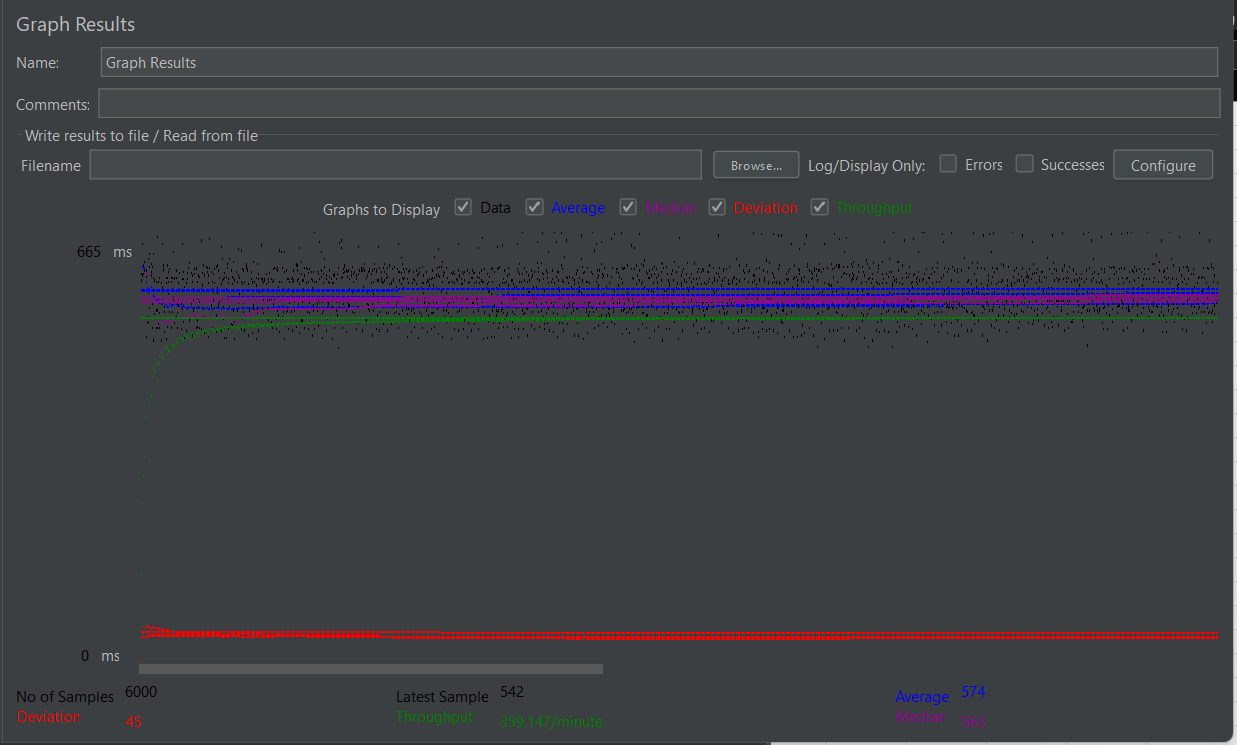 Graph Results
Name: Graph Results
Comments:
Write results to file / Read from file
Filename Browse... Log/Display Only: Errors Successes Configure
Graphs to Display Data Average Median Deviation Throughput
665 ms
0 ms
No of Samples 6000 Latest Sample 542 Average 574
Deviation 45 Throughput 359.147/minute Median 563